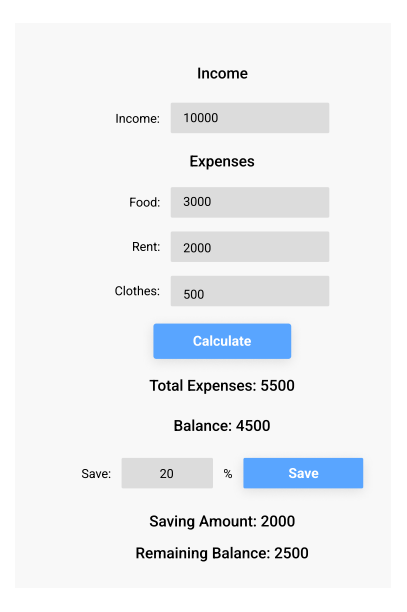 Income
Income: 10000
Expenses
Food: 3000
Rent: 2000
Clothes: 500
Calculate
Total Expenses: 5500
Balance: 4500
Save: 20 % Save
Saving Amount: 2000
Remaining Balance: 2500